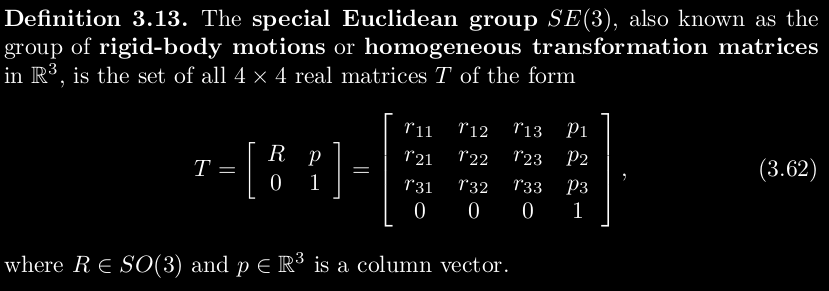 Definition 3.13. The special Euclidean group SE(3), also known as the
group of rigid-body motions or homogeneous transformation matrices
in ℝ³, is the set of all 4 × 4 real matrices T of the form
T = [ R p ; 0 1 ] = [ r₁₁ r₁₂ r₁₃ p₁ ; r₂₁ r₂₂ r₂₃ p₂ ; r₃₁ r₃₂ r₃₃ p₃ ; 0 0 0 1 ], (3.62)
where R ∈ SO(3) and p ∈ ℝ³ is a column vector.